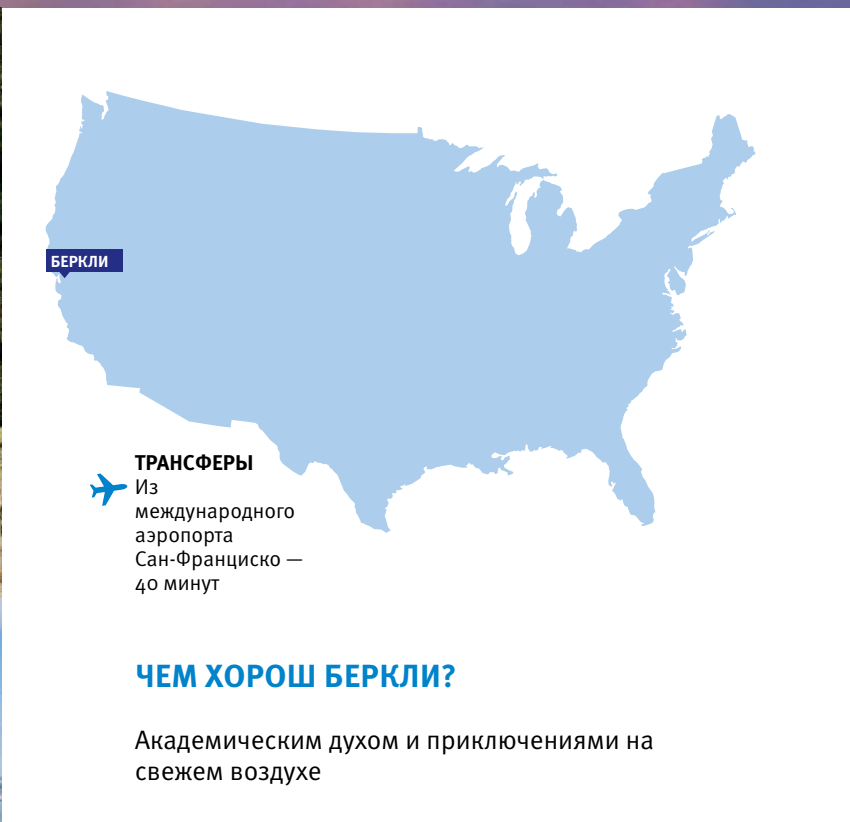 БЕРКЛИ
ТРАНСФЕРЫ
Из
международного
аэропорта
Сан-Франциско —
40 минут
ЧЕМ ХОРОШ БЕРКЛИ?
Академическим духом и приключениями на
свежем воздухе